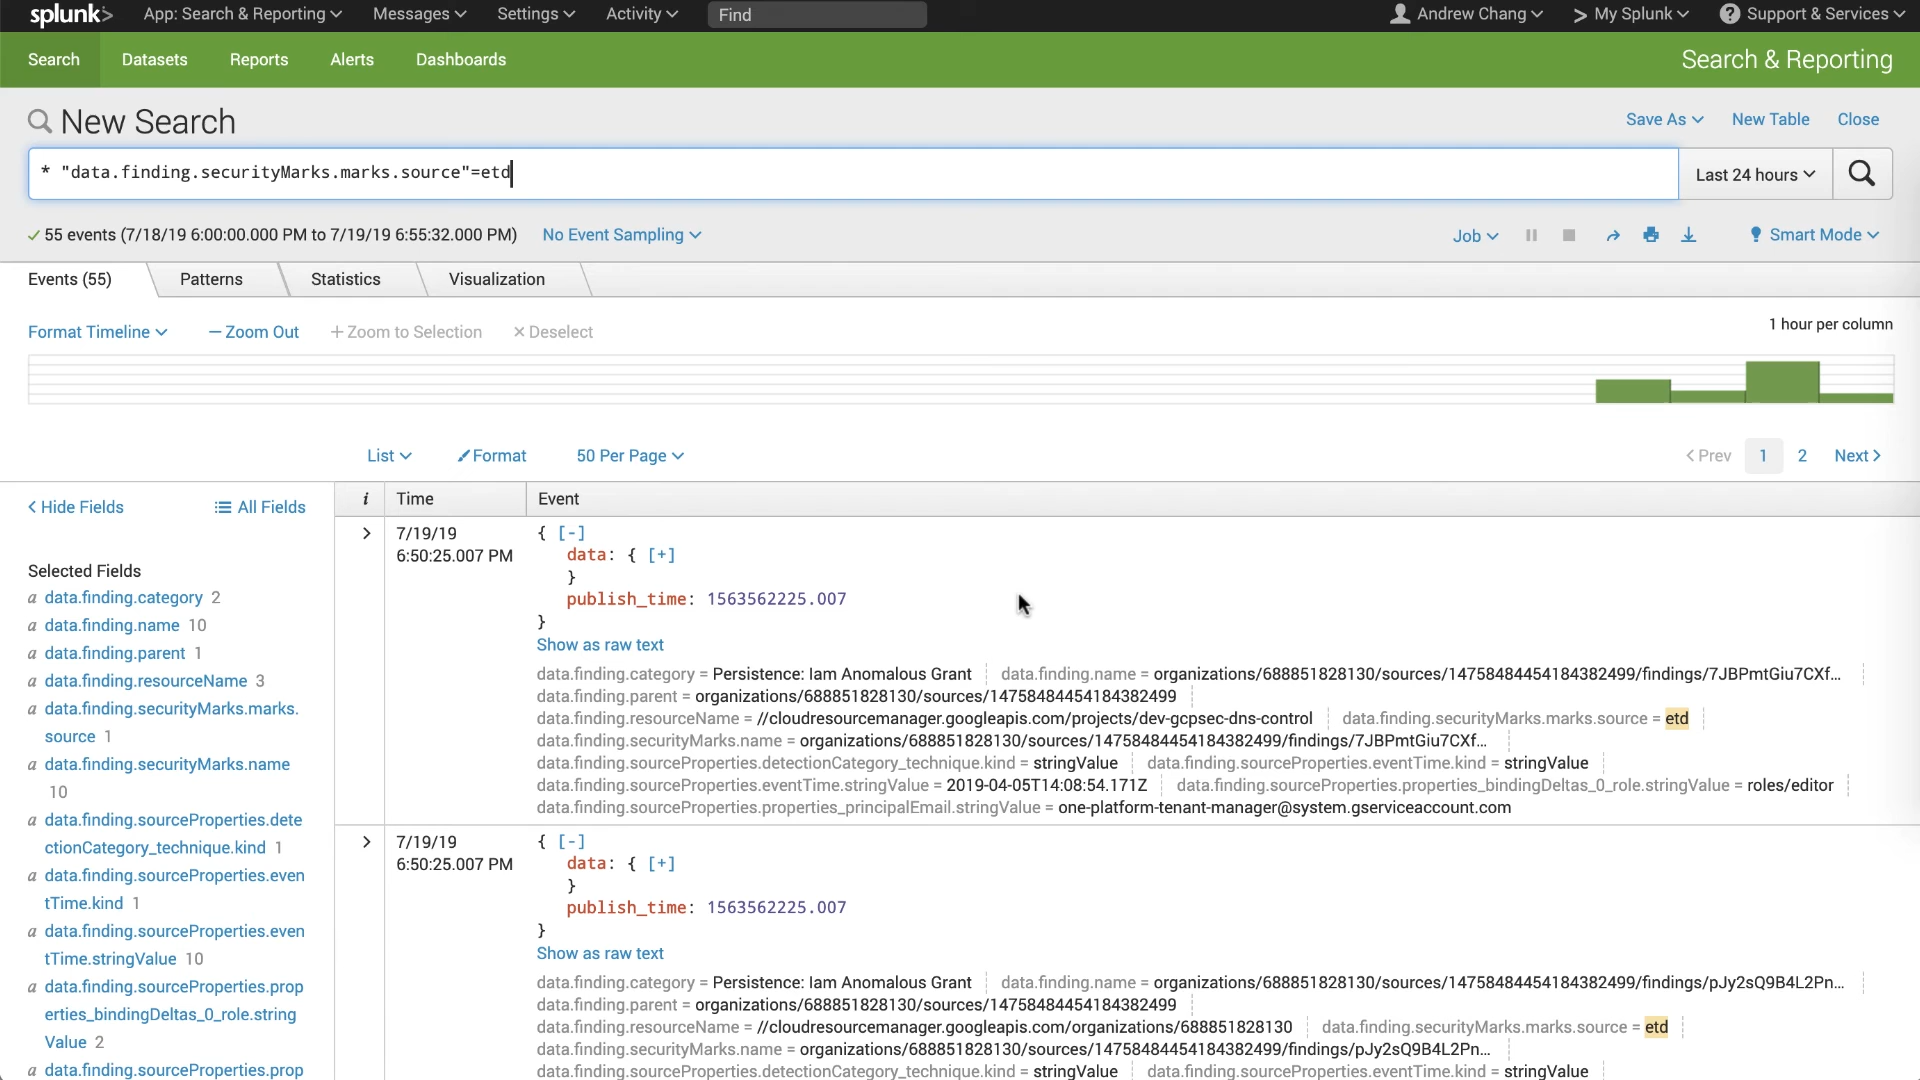 splunk> App: Search & Reporting Messages Settings Activity Find Andrew Chang > My Splunk ? Support & Services
Search Datasets Reports Alerts Dashboards Search & Reporting
New Search Save As New Table Close
* "data.finding.securityMarks.marks.source"=etd Last 24 hours
55 events (7/18/19 6:00:00.000 PM to 7/19/19 6:55:32.000 PM) No Event Sampling Job Smart Mode
Events (55) Patterns Statistics Visualization
Format Timeline — Zoom Out + Zoom to Selection × Deselect 1 hour per column
List Format 50 Per Page < Prev 1 2 Next >
< Hide Fields All Fields
i Time Event
Selected Fields
a data.finding.category 2
a data.finding.name 10
a data.finding.parent 1
a data.finding.resourceName 3
a data.finding.securityMarks.marks.
source 1
a data.finding.securityMarks.name
10
a data.finding.sourceProperties.dete
ctionCategory_technique.kind 1
a data.finding.sourceProperties.even
tTime.kind 1
a data.finding.sourceProperties.even
tTime.stringValue 10
a data.finding.sourceProperties.prop
erties_bindingDeltas_0_role.string
Value 2
a data.finding.sourceProperties.prop
> 7/19/19
6:50:25.007 PM
{ [-]
data: { [+]
}
publish_time: 1563562225.007
}
Show as raw text
data.finding.category = Persistence: Iam Anomalous Grant data.finding.name = organizations/688851828130/sources/14758484454184382499/findings/7JBPmtGiu7CXf...
data.finding.parent = organizations/688851828130/sources/14758484454184382499
data.finding.resourceName = //cloudresourcemanager.googleapis.com/projects/dev-gcpsec-dns-control data.finding.securityMarks.marks.source = etd
data.finding.securityMarks.name = organizations/688851828130/sources/14758484454184382499/findings/7JBPmtGiu7CXf...
data.finding.sourceProperties.detectionCategory_technique.kind = stringValue data.finding.sourceProperties.eventTime.kind = stringValue
data.finding.sourceProperties.eventTime.stringValue = 2019-04-05T14:08:54.171Z data.finding.sourceProperties.properties_bindingDeltas_0_role.stringValue = roles/editor
data.finding.sourceProperties.properties_principalEmail.stringValue = one-platform-tenant-manager@system.gserviceaccount.com
> 7/19/19
6:50:25.007 PM
{ [-]
data: { [+]
}
publish_time: 1563562225.007
}
Show as raw text
data.finding.category = Persistence: Iam Anomalous Grant data.finding.name = organizations/688851828130/sources/14758484454184382499/findings/pJy2sQ9B4L2Pn...
data.finding.parent = organizations/688851828130/sources/14758484454184382499
data.finding.resourceName = //cloudresourcemanager.googleapis.com/organizations/688851828130 data.finding.securityMarks.marks.source = etd
data.finding.securityMarks.name = organizations/688851828130/sources/14758484454184382499/findings/pJy2sQ9B4L2Pn...
data.finding.sourceProperties.detectionCategory_technique.kind = stringValue data.finding.sourceProperties.eventTime.kind = stringValue